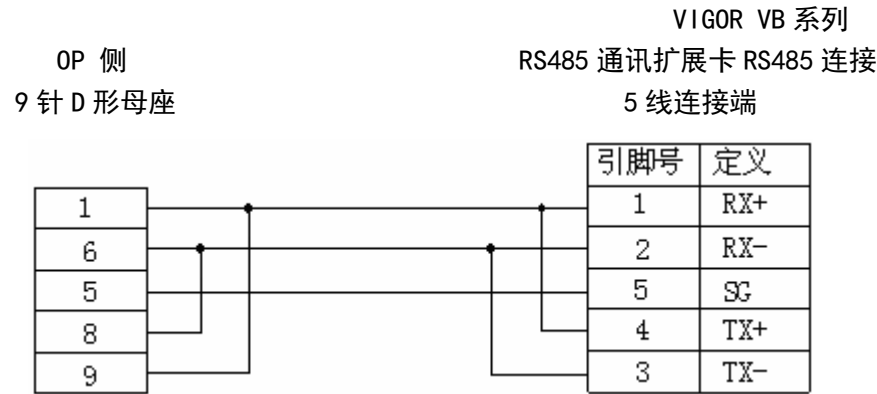 VIGOR VB 系列
OP 侧 RS485 通讯扩展卡 RS485 连接
9 针 D 形母座 5 线连接端
引脚号 定义
1 1 RX+
6 2 RX-
5 5 SG
8 4 TX+
9 3 TX-